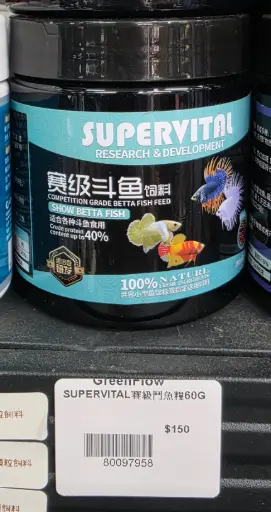 SUPERVITAL
RESEARCH & DEVELOPMENT
赛级斗鱼饲料
COMPETITION GRADE BETTA FISH FEED
SHOW BETTA FISH
适合各种斗鱼食用
Crude protein
content up to 40%
100% NATURE
GreenFlow
SUPERVITAL賽級鬥魚糧60G
$150
80097958